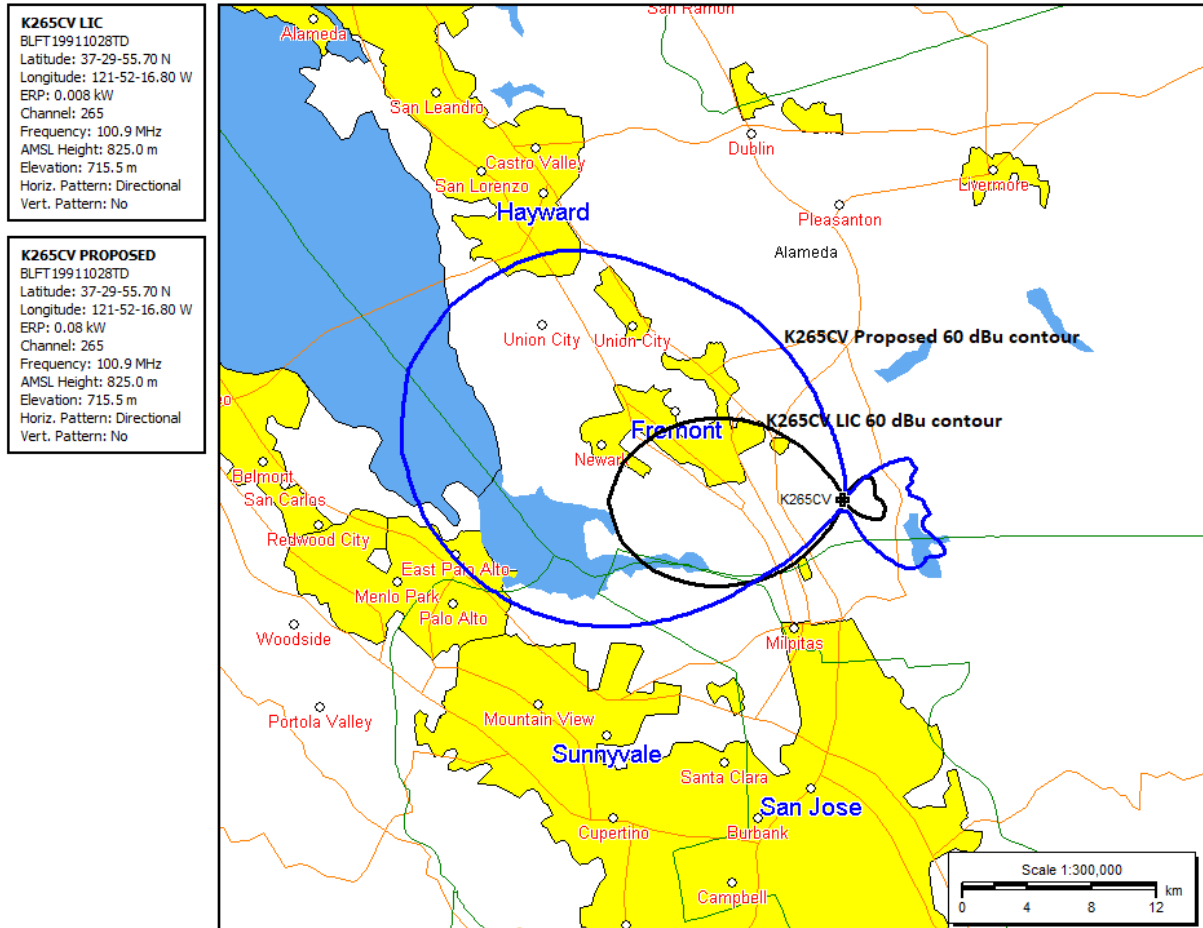 K265CV LIC
BLFT19911028TD
Latitude: 37-29-55.70 N
Longitude: 121-52-16.80 W
ERP: 0.008 kW
Channel: 265
Frequency: 100.9 MHz
AMSL Height: 825.0 m
Elevation: 715.5 m
Horiz. Pattern: Directional
Vert. Pattern: No
K265CV PROPOSED
BLFT19911028TD
Latitude: 37-29-55.70 N
Longitude: 121-52-16.80 W
ERP: 0.08 kW
Channel: 265
Frequency: 100.9 MHz
AMSL Height: 825.0 m
Elevation: 715.5 m
Horiz. Pattern: Directional
Vert. Pattern: No
San Ramon
Alameda
San Leandro
Dublin
Castro Valley
San Lorenzo
Livermore
Hayward
Pleasanton
Alameda
Union City
Union City
K265CV Proposed 60 dBu contour
K265CV LIC 60 dBu contour
Fremont
Newark
Belmont
San Carlos
K265CV
Redwood City
East Palo Alto
Menlo Park
Palo Alto
Woodside
Milpitas
Portola Valley
Mountain View
Sunnyvale
Santa Clara
San Jose
Cupertino
Burbank
Campbell
Scale 1:300,000
km
0 4 8 12